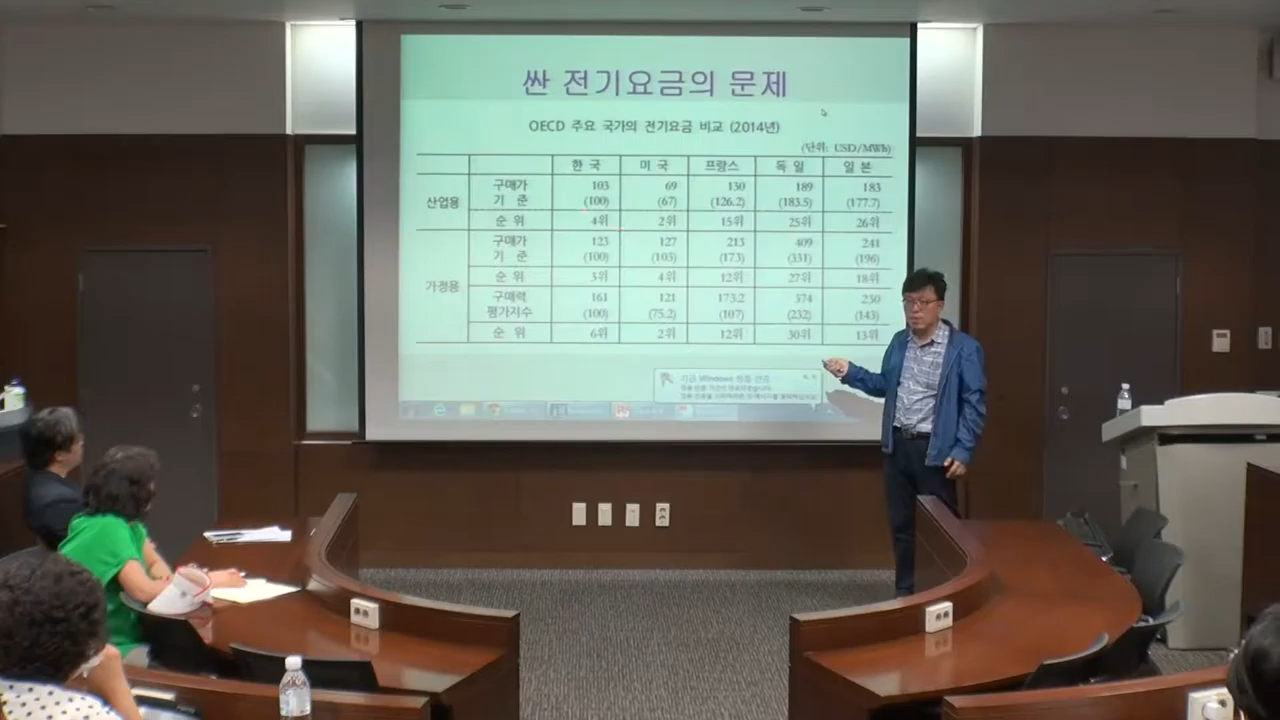 싼 전기요금의 문제
OECD 주요 국가의 전기요금 비교 (2014년)
(단위: USD/MWh)
한 국 미 국 프랑스 독 일 일 본
산업용 구매가 기 준 103 69 130 189 183
(100) (67) (126.2) (183.5) (177.7)
순 위 4위 2위 15위 25위 26위
가정용 구매가 기 준 123 127 213 409 241
(100) (103) (173) (331) (196)
순 위 3위 4위 12위 27위 18위
구매력 평가지수 161 121 173.2 374 230
(100) (75.2) (107) (232) (143)
순 위 6위 2위 12위 30위 13위
지금 Windows 정품 인증